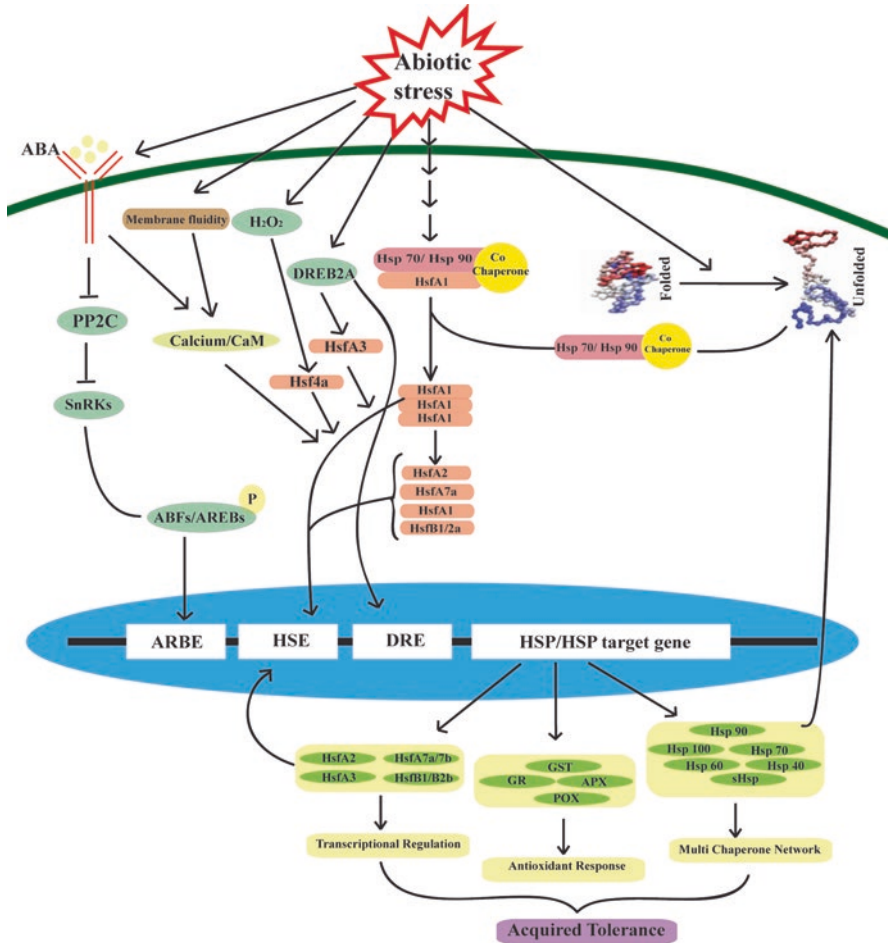 Abiotic
stress
ABA
Membrane fluidity
H₂O₂
Hsp 70/ Hsp 90
Co
Chaperone
HsfA1
DREB2A
Folded
Unfolded
PP2C
Calcium/CaM
HsfA3
Hsp 70/ Hsp 90
Co
Chaperone
Hsf4a
SnRKs
HsfA1
HsfA1
HsfA1
HsfA2
HsfA7a
HsfA1
HsfB1/2a
P
ABFs/AREBs
ARBE
HSE
DRE
HSP/HSP target gene
HsfA2
HsfA7a/7b
HsfA3
HsfB1/B2b
GST
GR
APX
POX
Hsp 90
Hsp 100
Hsp 70
Hsp 60
Hsp 40
sHsp
Transcriptional Regulation
Antioxidant Response
Multi Chaperone Network
Acquired Tolerance